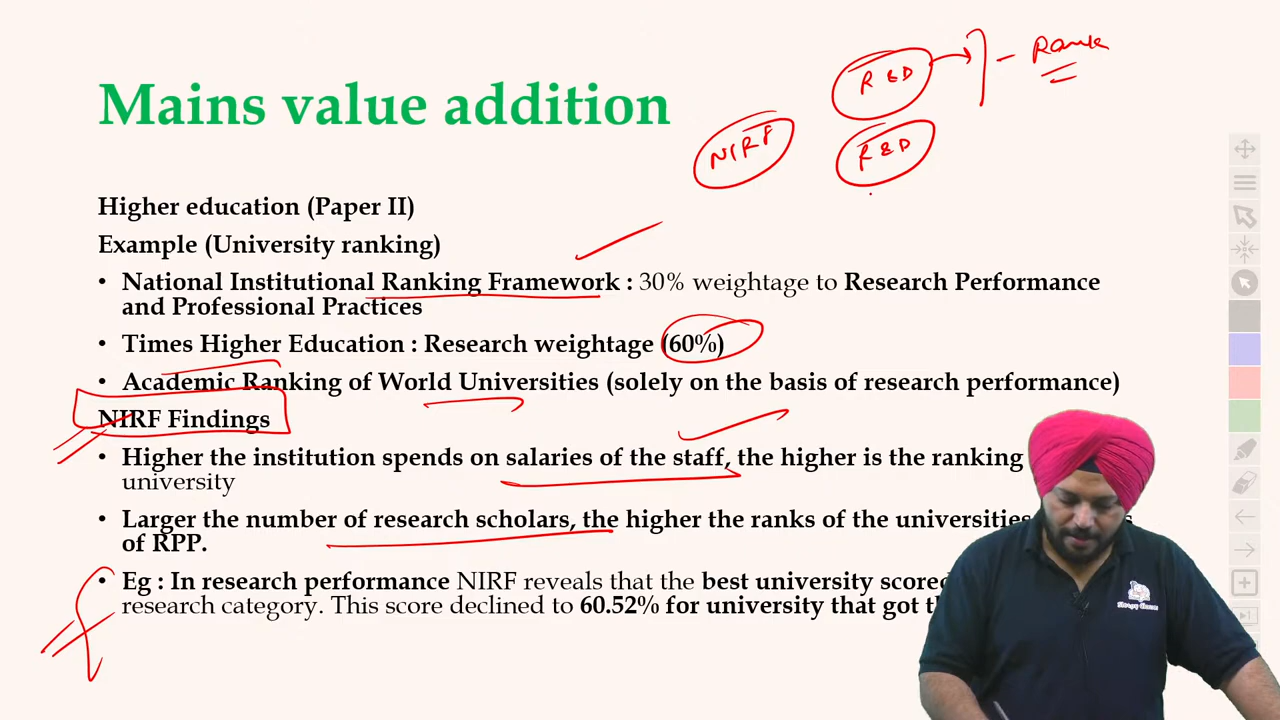 R & D
Rank
NIRF
R & D
Mains value addition
Higher education (Paper II)
Example (University ranking)
• National Institutional Ranking Framework : 30% weightage to Research Performance
and Professional Practices
• Times Higher Education : Research weightage (60%)
• Academic Ranking of World Universities (solely on the basis of research performance)
NIRF Findings
• Higher the institution spends on salaries of the staff, the higher is the ranking
university
• Larger the number of research scholars, the higher the ranks of the universities
of RPP.
• Eg : In research performance NIRF reveals that the best university scored
research category. This score declined to 60.52% for university that got